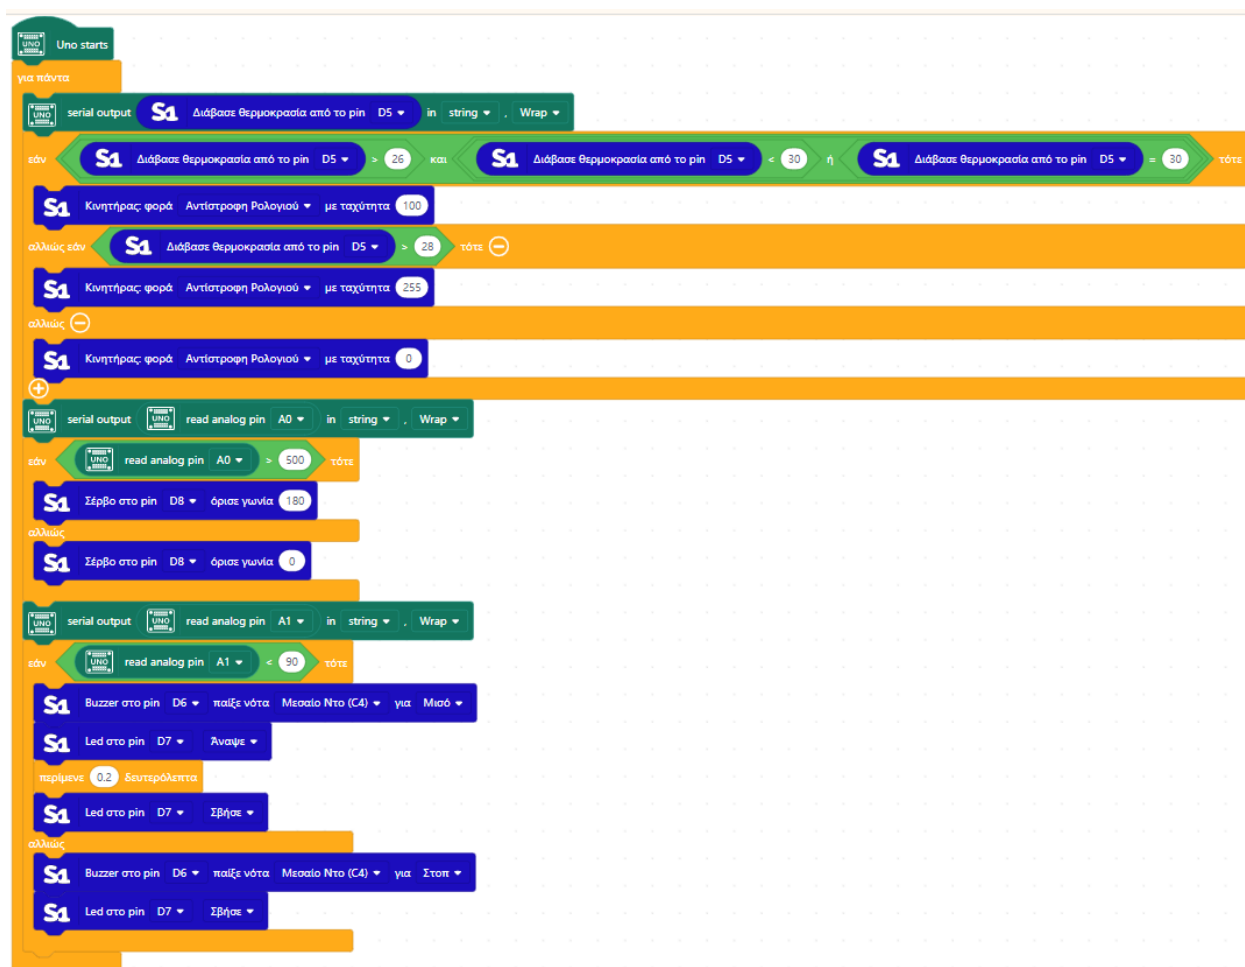 UNO Uno starts
για πάντα
UNO serial output S1 Διάβασε θερμοκρασία από το pin D5 in string , Wrap
εάν S1 Διάβασε θερμοκρασία από το pin D5 > 26 και S1 Διάβασε θερμοκρασία από το pin D5 < 30 ή S1 Διάβασε θερμοκρασία από το pin D5 = 30 τότε
S1 Κινητήρας: φορά Αντίστροφη Ρολογιού με ταχύτητα 100
αλλιώς εάν S1 Διάβασε θερμοκρασία από το pin D5 > 28 τότε
S1 Κινητήρας: φορά Αντίστροφη Ρολογιού με ταχύτητα 255
αλλιώς
S1 Κινητήρας: φορά Αντίστροφη Ρολογιού με ταχύτητα 0
UNO serial output UNO read analog pin A0 in string , Wrap
εάν UNO read analog pin A0 > 500 τότε
S1 Σέρβο στο pin D8 όρισε γωνία 180
αλλιώς
S1 Σέρβο στο pin D8 όρισε γωνία 0
UNO serial output UNO read analog pin A1 in string , Wrap
εάν UNO read analog pin A1 < 90 τότε
S1 Buzzer στο pin D6 παίξε νότα Μεσαίο Ντο (C4) για Μισό
S1 Led στο pin D7 Άναψε
περίμενε 0.2 δευτερόλεπτα
S1 Led στο pin D7 Σβήσε
αλλιώς
S1 Buzzer στο pin D6 παίξε νότα Μεσαίο Ντο (C4) για Στοπ
S1 Led στο pin D7 Σβήσε